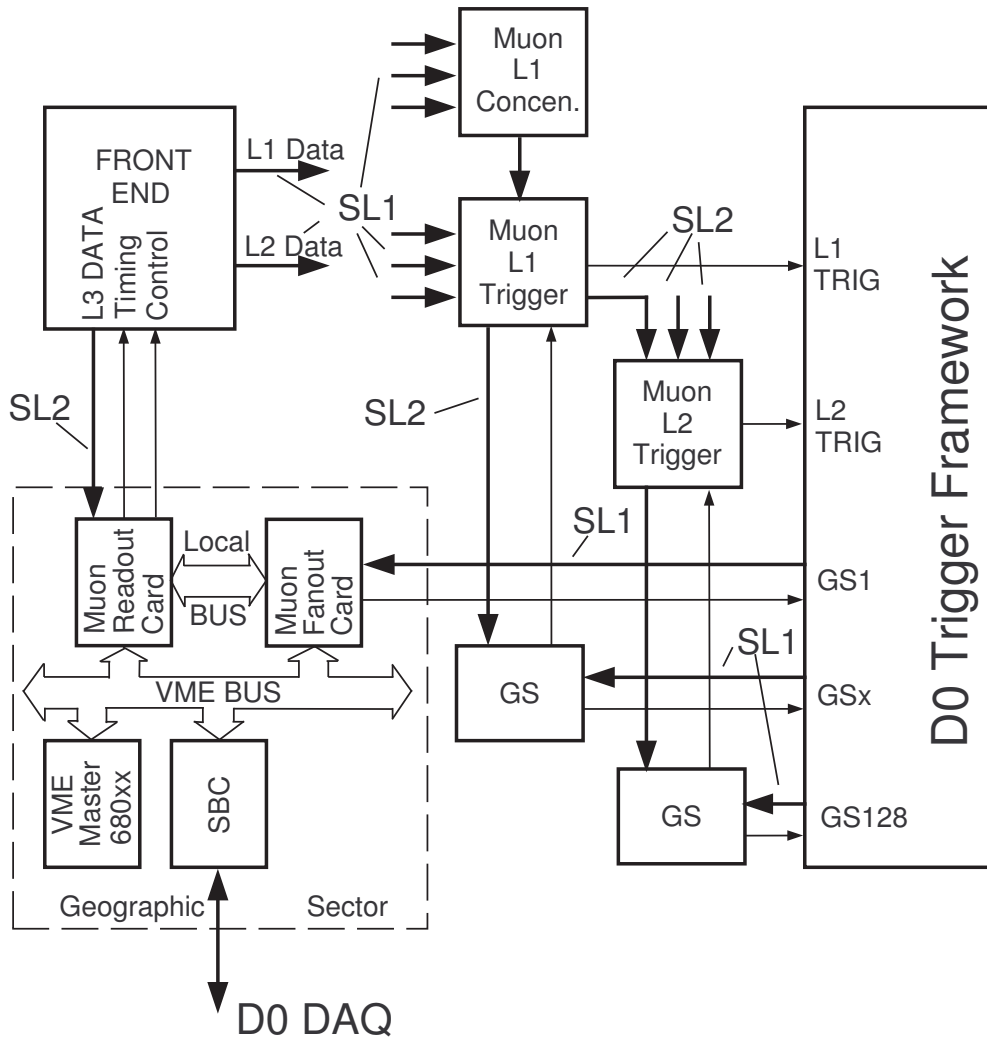 Muon
L1
Concen.
FRONT
END
L3 DATA
Timing
Control
L1 Data
SL1
L2 Data
Muon
L1
Trigger
SL2
L1
TRIG
SL2
SL2
Muon
L2
Trigger
L2
TRIG
D0 Trigger Framework
Muon
Readout
Card
Local
BUS
Muon
Fanout
Card
SL1
GS1
VME BUS
GS
SL1
GSx
VME
Master
680xx
SBC
GS
GS128
Geographic Sector
D0 DAQ